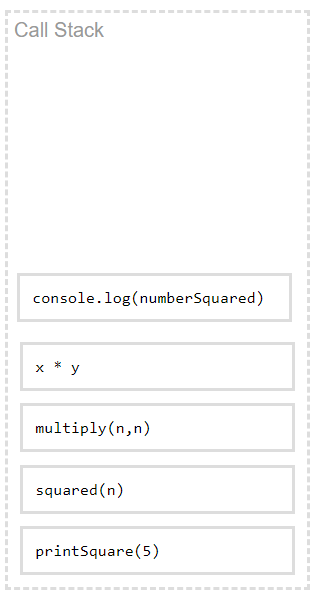 Call Stack
console.log(numberSquared)
x * y
multiply(n,n)
squared(n)
printSquare(5)